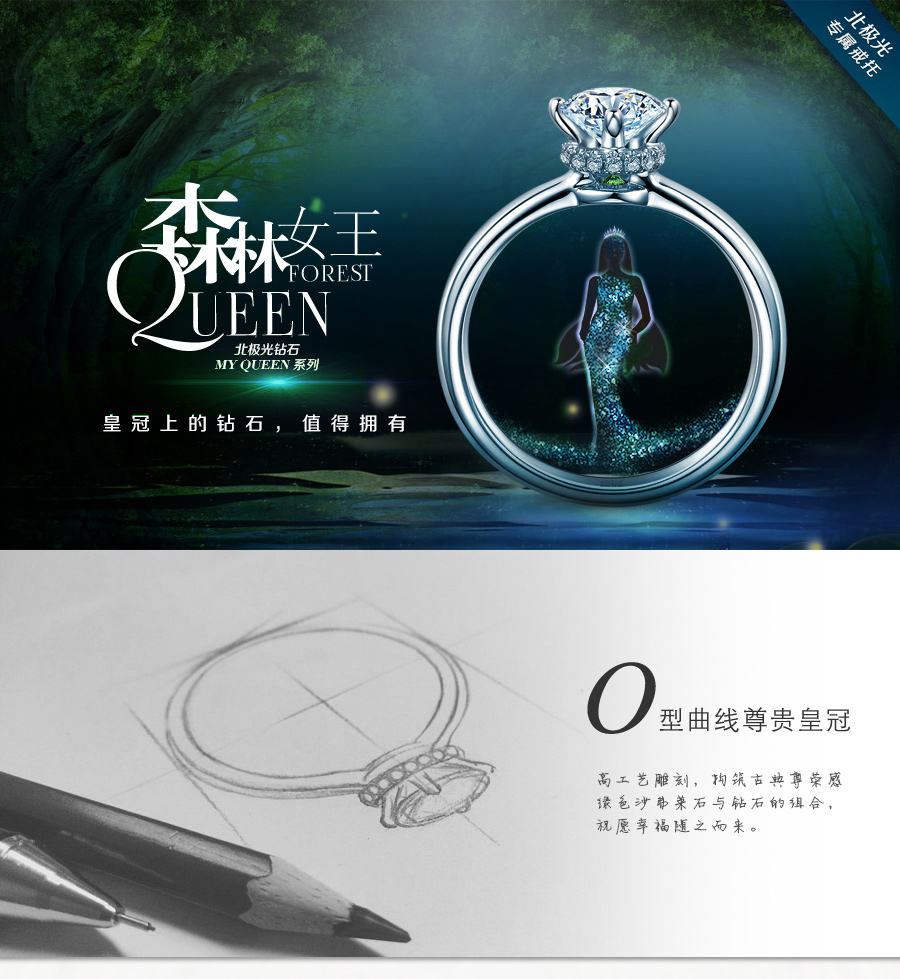 北极光
专属戒托
森林女王
FOREST
QUEEN
北极光钻石
MY QUEEN 系列
皇冠上的钻石，值得拥有
O型曲线尊贵皇冠
高工艺雕刻，构筑古典尊荣感
绿色沙弗莱石与钻石的组合，
祝愿幸福随之而来。